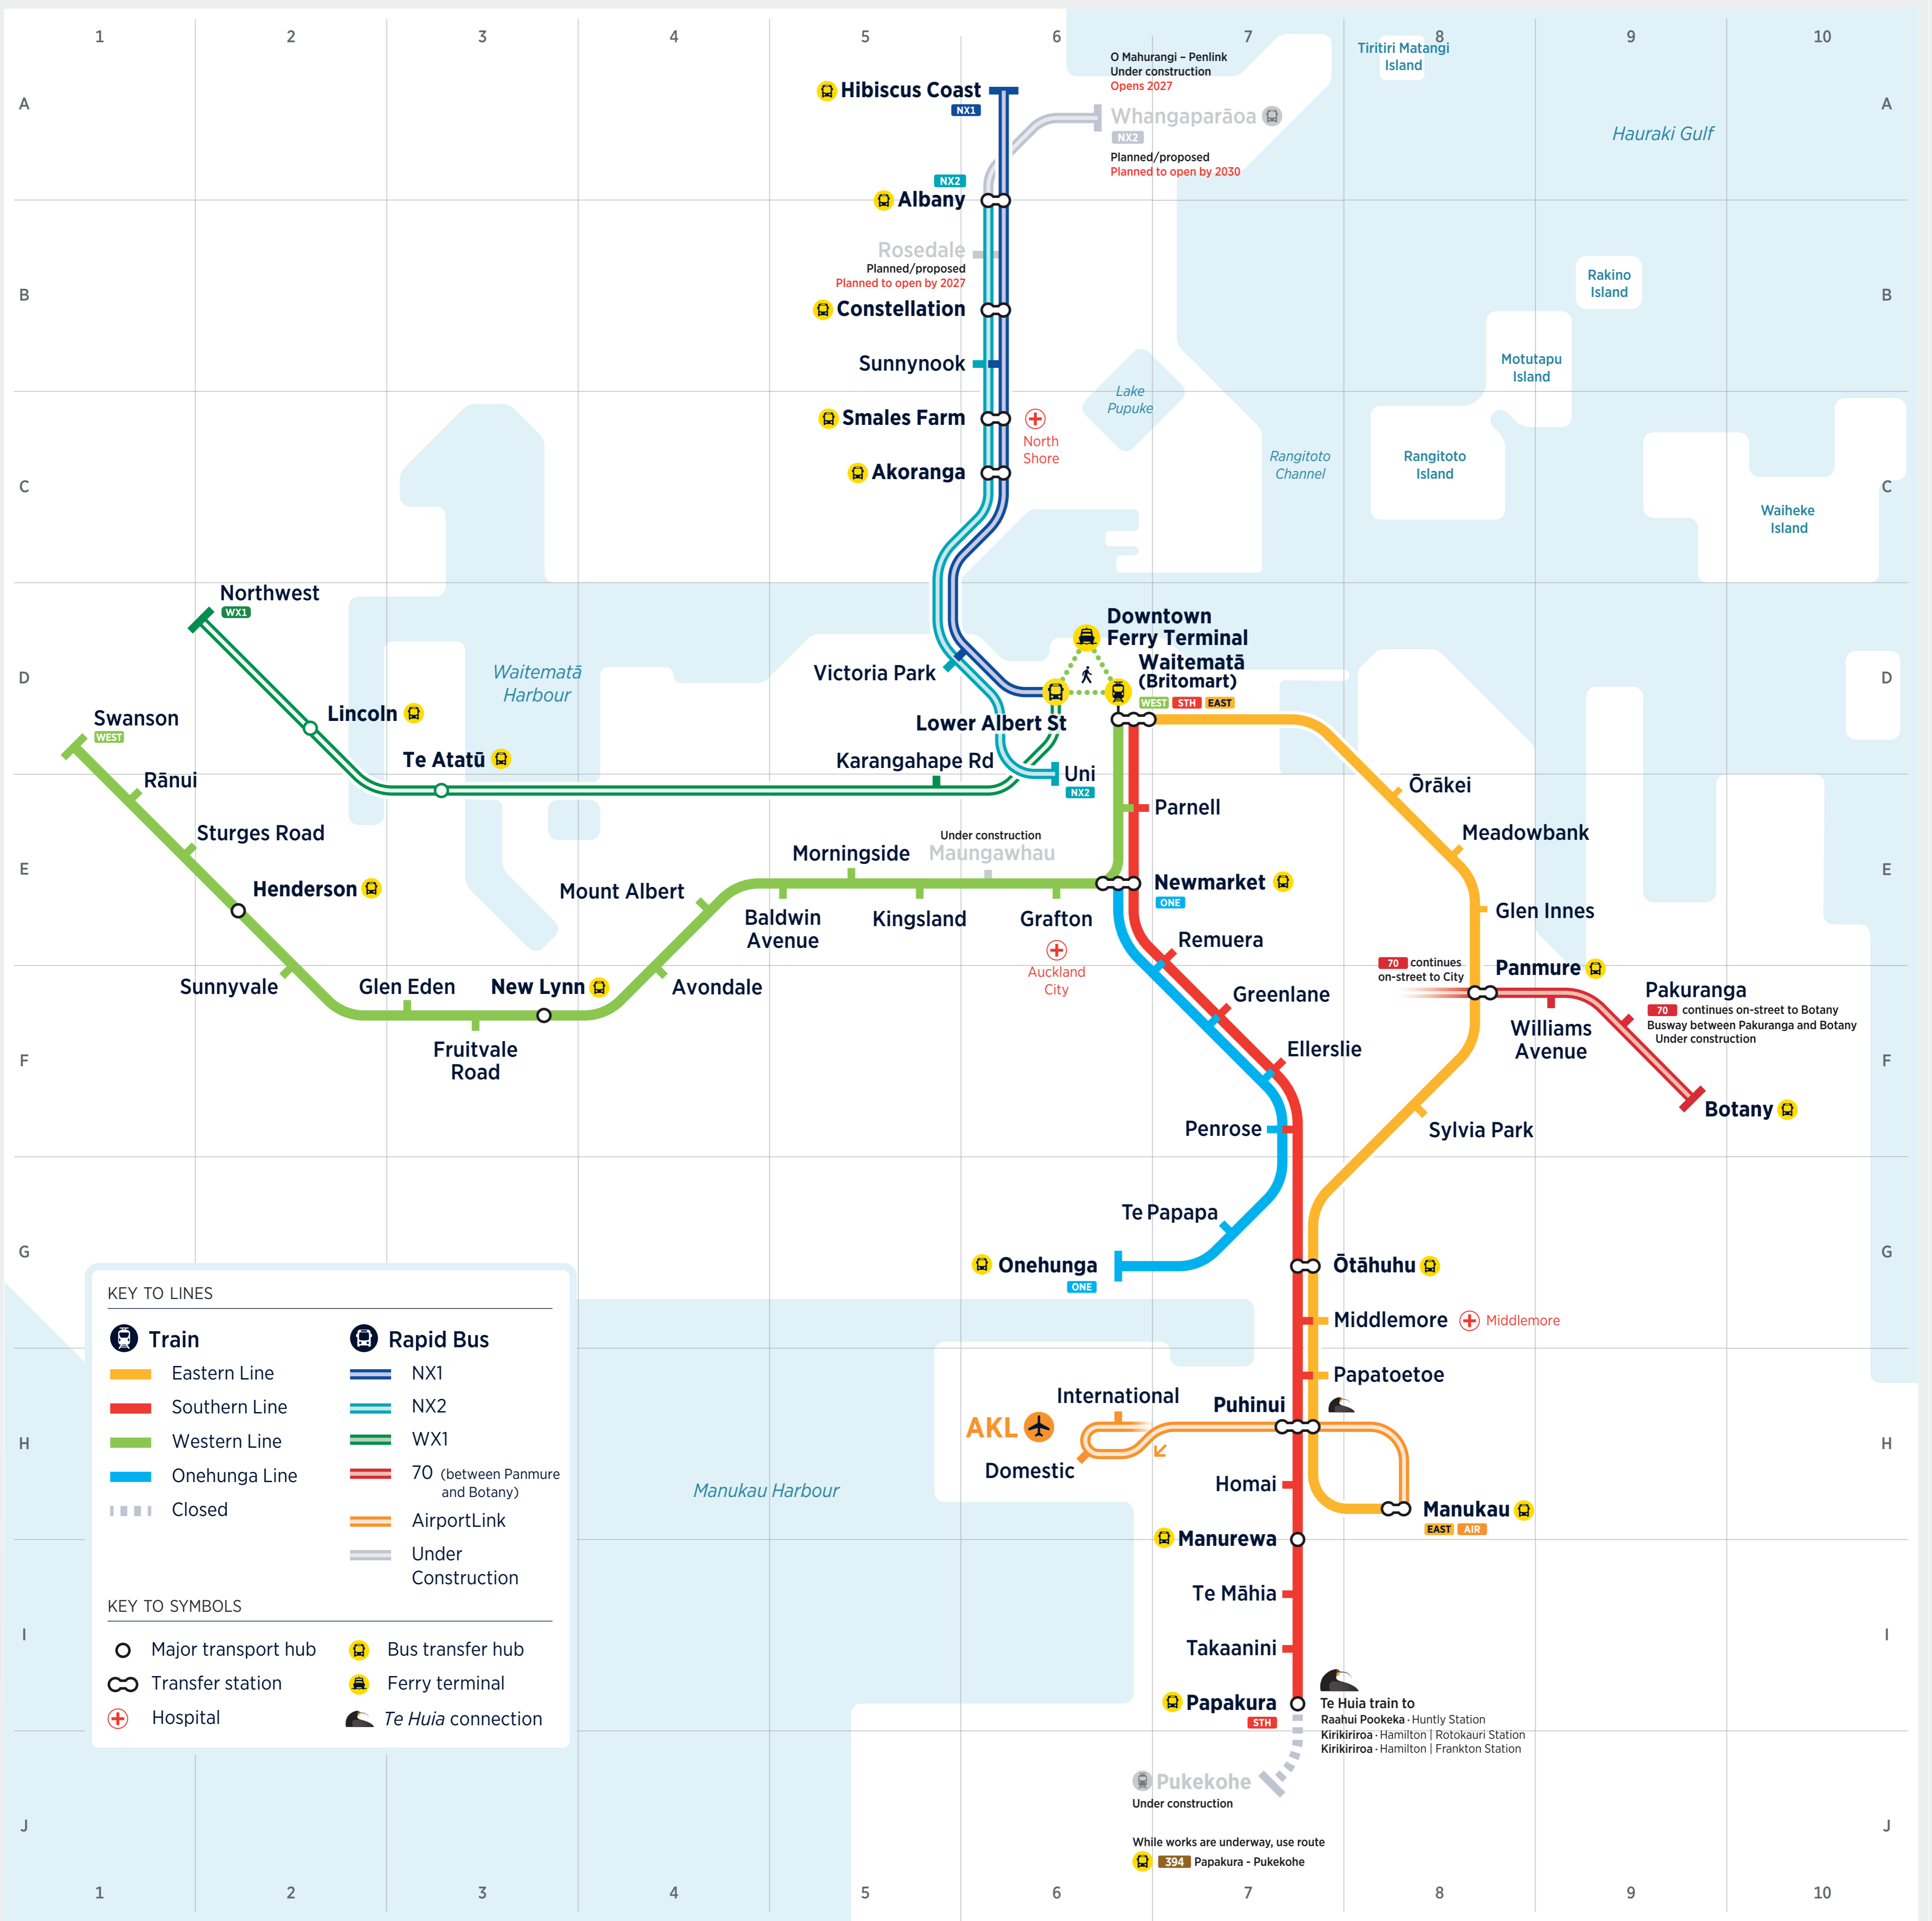 1 2 3 4 5 6 7 8 9 10
Tiritiri Matangi
Island
O Mahurangi – Penlink
Under construction
Opens 2027
Hibiscus Coast
NX1
A
A
Whangaparāoa
NX2
Hauraki Gulf
Planned/proposed
Planned to open by 2030
NX2
Albany
Rosedale
Planned/proposed
Planned to open by 2027
Rakino
Island
B
B
Constellation
Sunnynook
Motutapu
Island
Lake
Pupuke
Smales Farm
North
Shore
Akoranga
Rangitoto
Channel
Rangitoto
Island
C
C
Waiheke
Island
Northwest
WX1
Downtown
Ferry Terminal
Waitematā
(Britomart)
WEST STH EAST
Waitematā
Harbour
Victoria Park
D
D
Lincoln
Swanson
WEST
Lower Albert St
Te Atatū
Karangahape Rd
Uni
NX2
Rānui
Ōrākei
Parnell
Sturges Road
Meadowbank
Under construction
Maungawhau
Morningside
E
E
Henderson
Mount Albert
Newmarket
ONE
Baldwin
Avenue
Kingsland
Grafton
Glen Innes
Remuera
Auckland
City
70 continues
on-street to City
Panmure
Sunnyvale
Glen Eden
New Lynn
Avondale
Greenlane
Pakuranga
70 continues on-street to Botany
Busway between Pakuranga and Botany
Under construction
Williams
Avenue
Fruitvale
Road
Ellerslie
F
F
Botany
Penrose
Sylvia Park
Te Papapa
G
G
Onehunga
ONE
Ōtāhuhu
Middlemore
Middlemore
Papatoetoe
International
Puhinui
AKL
H
H
Domestic
Homai
Manukau Harbour
Manukau
EAST AIR
Manurewa
Te Māhia
I
I
Takaanini
Papakura
STH
Te Huia train to
Raahui Pookeka · Huntly Station
Kirikiriroa · Hamilton | Rotokauri Station
Kirikiriroa · Hamilton | Frankton Station
Pukekohe
Under construction
J
J
While works are underway, use route
394 Papakura - Pukekohe
KEY TO LINES
Train
Eastern Line
Southern Line
Western Line
Onehunga Line
Closed
Rapid Bus
NX1
NX2
WX1
70 (between Panmure
and Botany)
AirportLink
Under
Construction
KEY TO SYMBOLS
Major transport hub
Transfer station
Hospital
Bus transfer hub
Ferry terminal
Te Huia connection
1 2 3 4 5 6 7 8 9 10